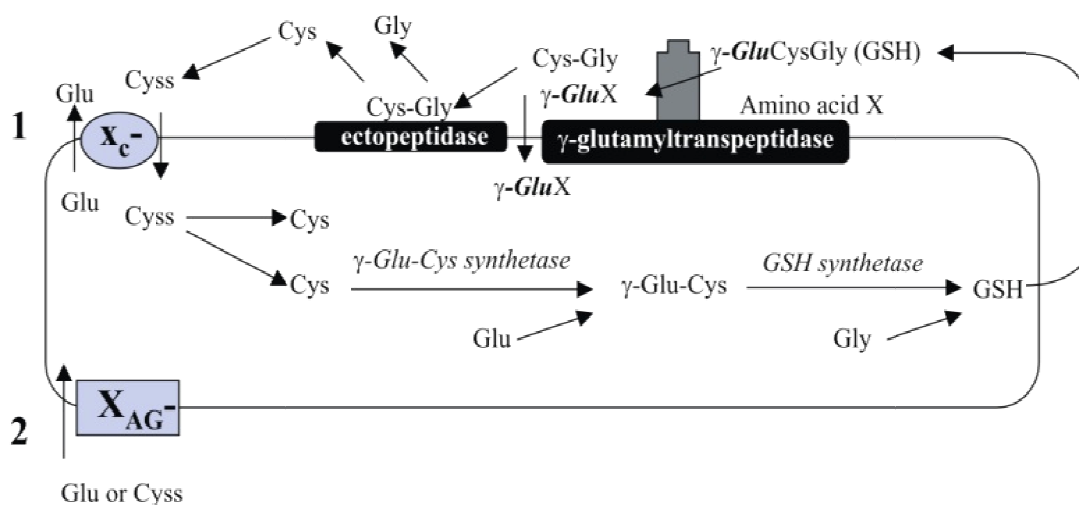 Gly
Cys
γ-GluCysGly (GSH)
Cys-Gly
Cyss
Glu
γ-GluX
Cys-Gly
Amino acid X
1
xc-
ectopeptidase
γ-glutamyltranspeptidase
γ-GluX
Glu
Cyss
Cys
γ-Glu-Cys synthetase
GSH synthetase
Cys
γ-Glu-Cys
GSH
Glu
Gly
XAG-
2
Glu or Cyss